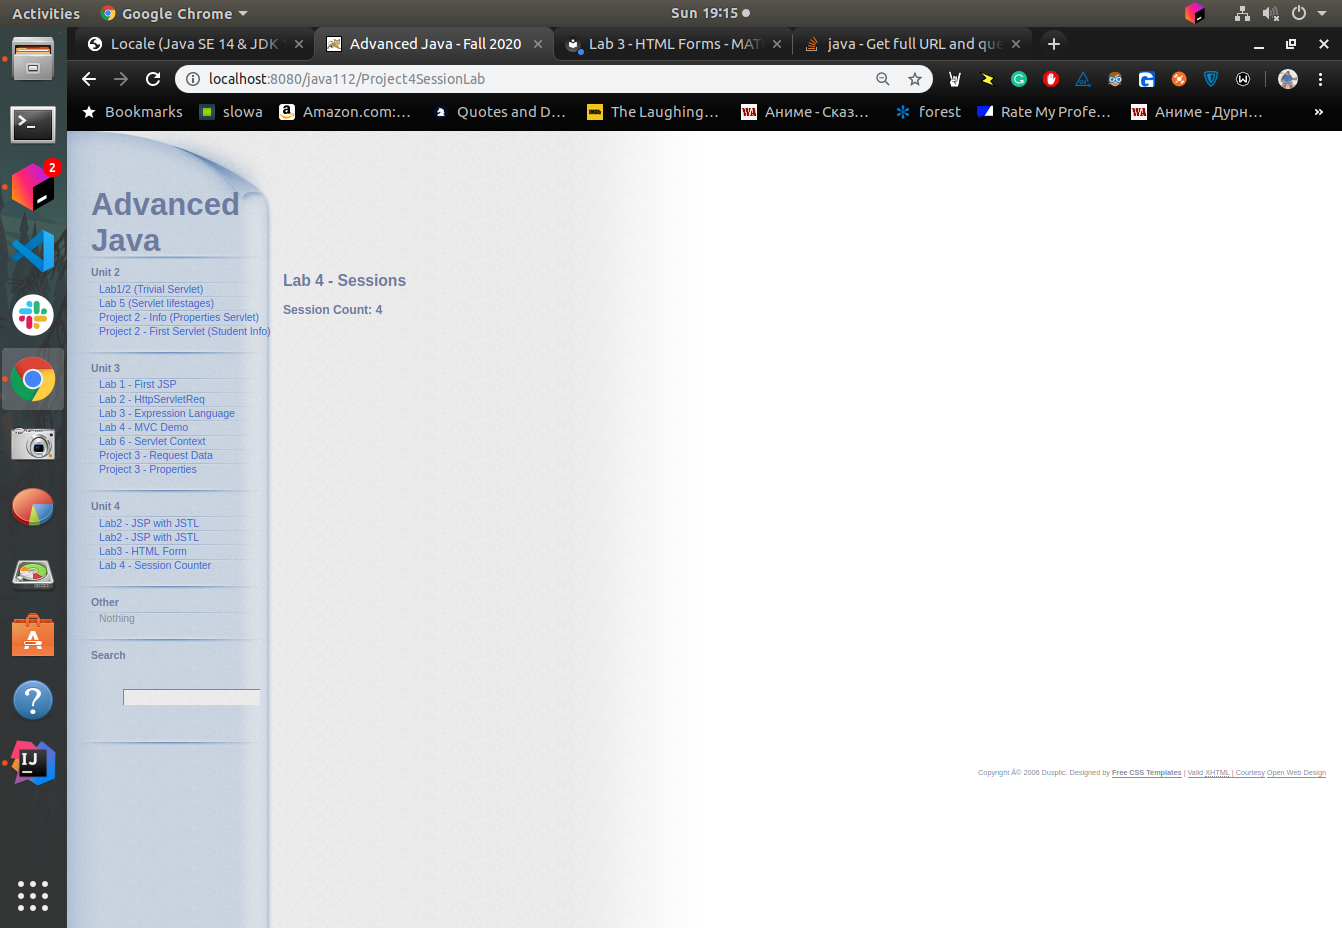 Activities
Google Chrome
Sun 19:15
Locale (Java SE 14 & JDK
Advanced Java - Fall 2020
Lab 3 - HTML Forms - MAT
java - Get full URL and que
localhost:8080/java112/Project4SessionLab
Bookmarks
slowa
Amazon.com:...
Quotes and D...
The Laughing...
Аниме - Сказ...
forest
Rate My Profe...
Аниме - Дурн...
»
2
Advanced
Java
Unit 2
Lab1/2 (Trivial Servlet)
Lab 5 (Servlet lifestages)
Project 2 - Info (Properties Servlet)
Project 2 - First Servlet (Student Info)
Unit 3
Lab 1 - First JSP
Lab 2 - HttpServletReq
Lab 3 - Expression Language
Lab 4 - MVC Demo
Lab 6 - Servlet Context
Project 3 - Request Data
Project 3 - Properties
Unit 4
Lab2 - JSP with JSTL
Lab2 - JSP with JSTL
Lab3 - HTML Form
Lab 4 - Session Counter
Other
Nothing
Search
Lab 4 - Sessions
Session Count: 4
Copyright Â© 2006 Dusplic. Designed by Free CSS Templates | Valid XHTML | Courtesy Open Web Design